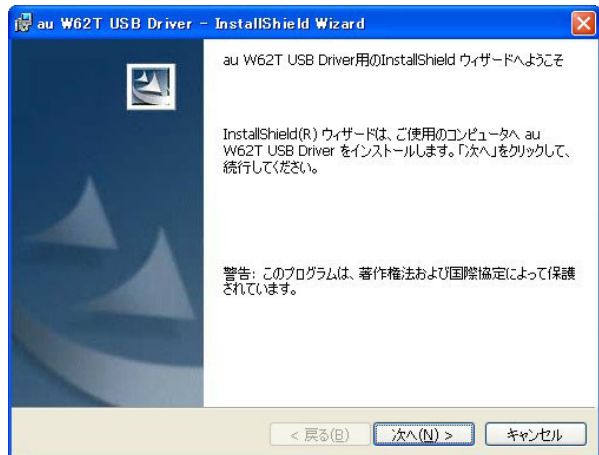 au W62T USB Driver - InstallShield Wizard
au W62T USB Driver用のInstallShield ウィザードへようこそ
InstallShield(R) ウィザードは、ご使用のコンピュータへ au
W62T USB Driver をインストールします。「次へ」をクリックして、
続行してください。
警告: このプログラムは、著作権法および国際協定によって保護
されています。
< 戻る(B)
次へ(N) >
キャンセル